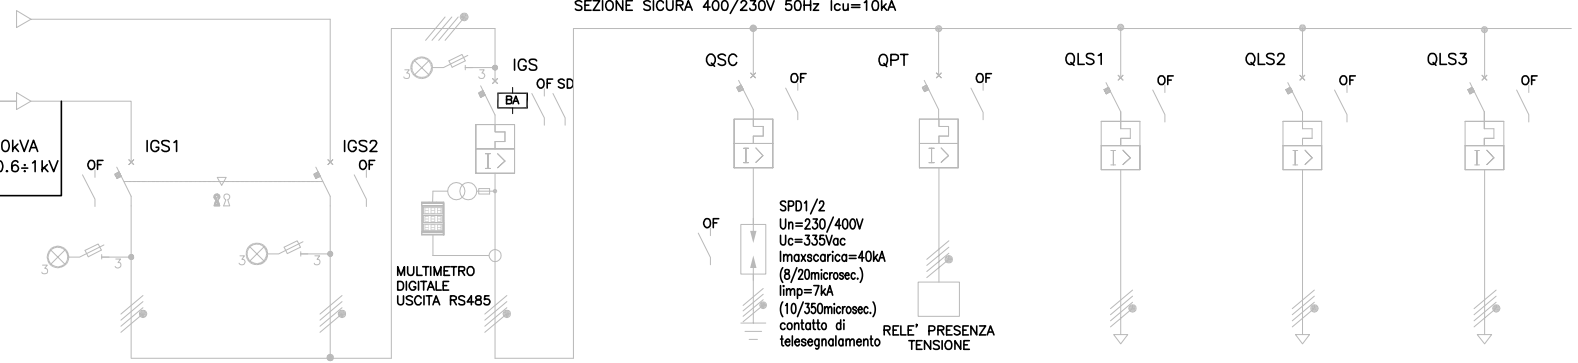 SEZIONE SICURA 400/230V 50Hz Icu=10kA
IGS
OF SD
BA
3
3
QSC
OF
QPT
OF
QLS1
OF
QLS2
OF
QLS3
OF
0kVA
0.6÷1kV
IGS1
OF
IGS2
OF
I>
I>
I>
I>
I>
I>
3
3
3
3
MULTIMETRO
DIGITALE
USCITA RS485
OF
SPD1/2
Un=230/400V
Uc=335Vac
Imaxscarica=40kA
(8/20microsec.)
Iimp=7kA
(10/350microsec.)
contatto di
telesegnalamento
RELE' PRESENZA
TENSIONE